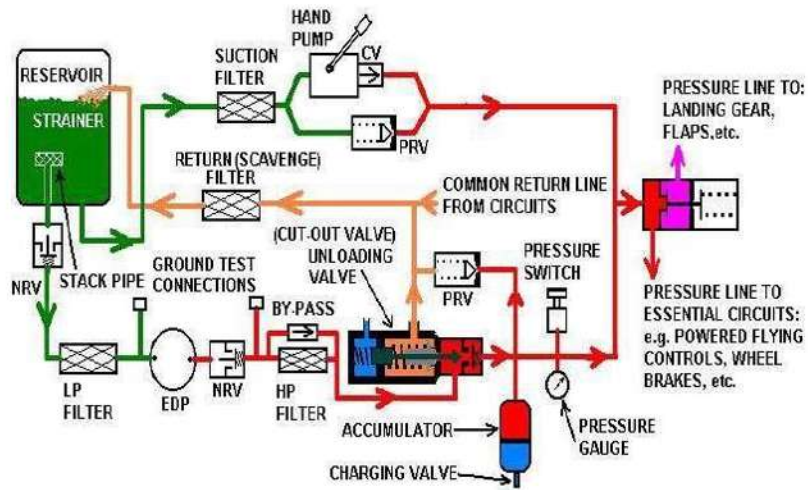 HAND
PUMP
CV
SUCTION
FILTER
RESERVOIR
STRAINER
PRV
PRESSURE LINE TO:
LANDING GEAR,
FLAPS,etc.
RETURN (SCAVENGE)
FILTER
COMMON RETURN LINE
FROM CIRCUITS
(CUT-OUT VALVE)
UNLOADING
VALVE
PRESSURE
SWITCH
NRV
STACK PIPE
GROUND TEST
CONNECTIONS
PRV
BY-PASS
PRESSURE LINE TO
ESSENTIAL CIRCUITS:
e.g. POWERED FLYING
CONTROLS, WHEEL
BRAKES, etc.
LP
FILTER
EDP
NRV
HP
FILTER
ACCUMULATOR
PRESSURE
GAUGE
CHARGING VALVE